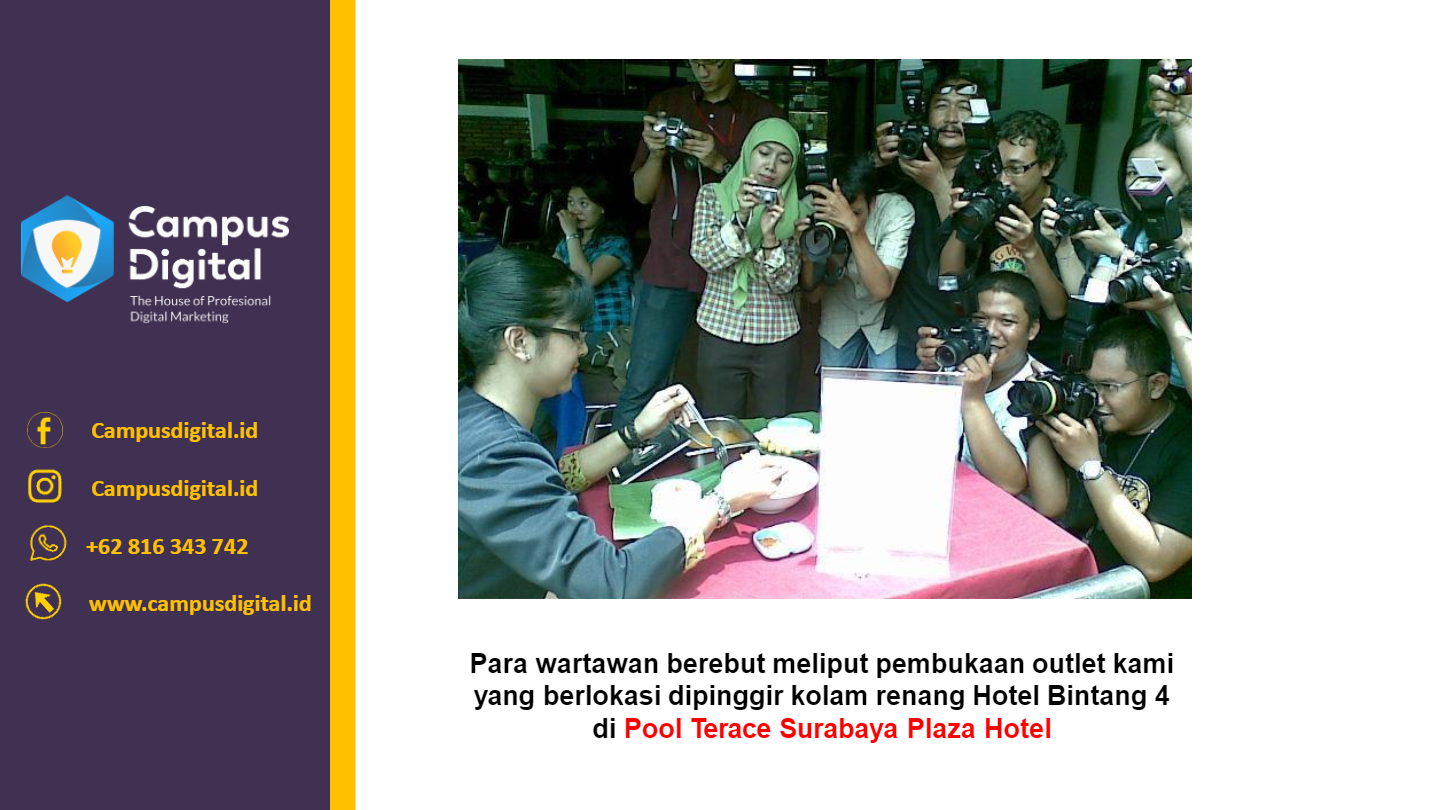 Campus
Digital
The House of Profesional
Digital Marketing
Campusdigital.id
Campusdigital.id
+62 816 343 742
www.campusdigital.id
Para wartawan berebut meliput pembukaan outlet kami
yang berlokasi dipinggir kolam renang Hotel Bintang 4
di Pool Terace Surabaya Plaza Hotel